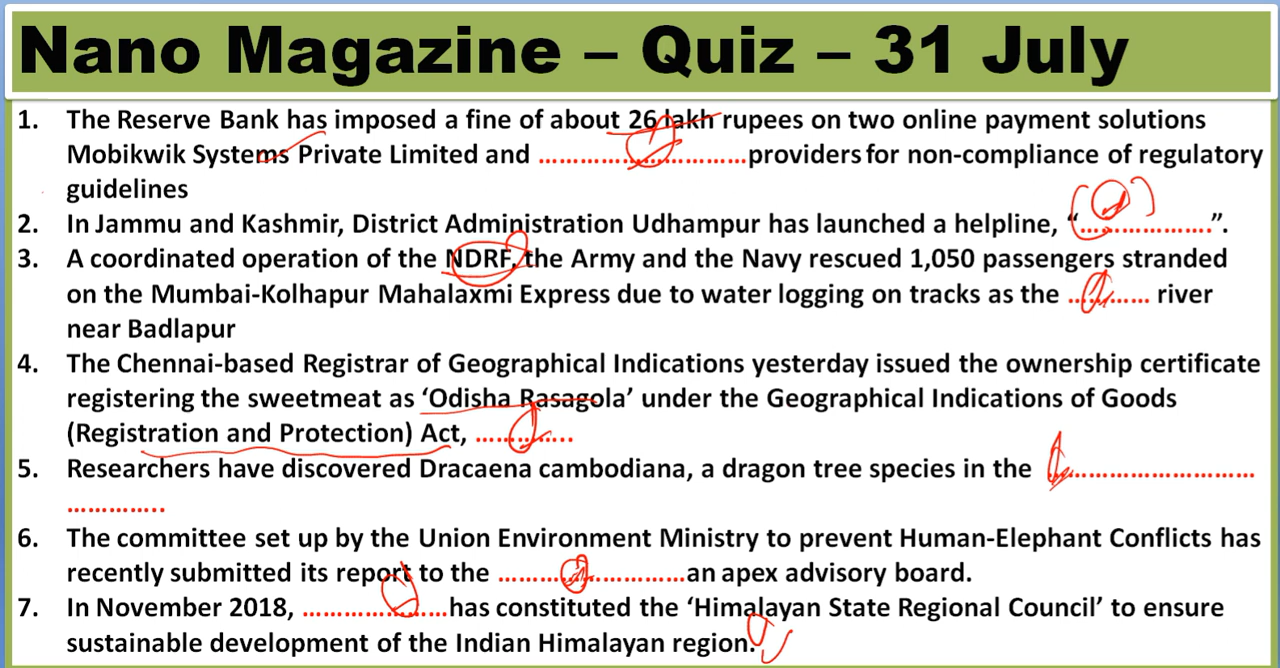 Nano Magazine – Quiz – 31 July
1. The Reserve Bank has imposed a fine of about 26 lakh rupees on two online payment solutions
Mobikwik Systems Private Limited and ........................... providers for non-compliance of regulatory
guidelines
2. In Jammu and Kashmir, District Administration Udhampur has launched a helpline, “.................”.
3. A coordinated operation of the NDRF, the Army and the Navy rescued 1,050 passengers stranded
on the Mumbai-Kolhapur Mahalaxmi Express due to water logging on tracks as the ........... river
near Badlapur
4. The Chennai-based Registrar of Geographical Indications yesterday issued the ownership certificate
registering the sweetmeat as ‘Odisha Rasagola’ under the Geographical Indications of Goods
(Registration and Protection) Act, .............
5. Researchers have discovered Dracaena cambodiana, a dragon tree species in the ...........................
.............
6. The committee set up by the Union Environment Ministry to prevent Human-Elephant Conflicts has
recently submitted its report to the ........................an apex advisory board.
7. In November 2018, ...................has constituted the ‘Himalayan State Regional Council’ to ensure
sustainable development of the Indian Himalayan region.